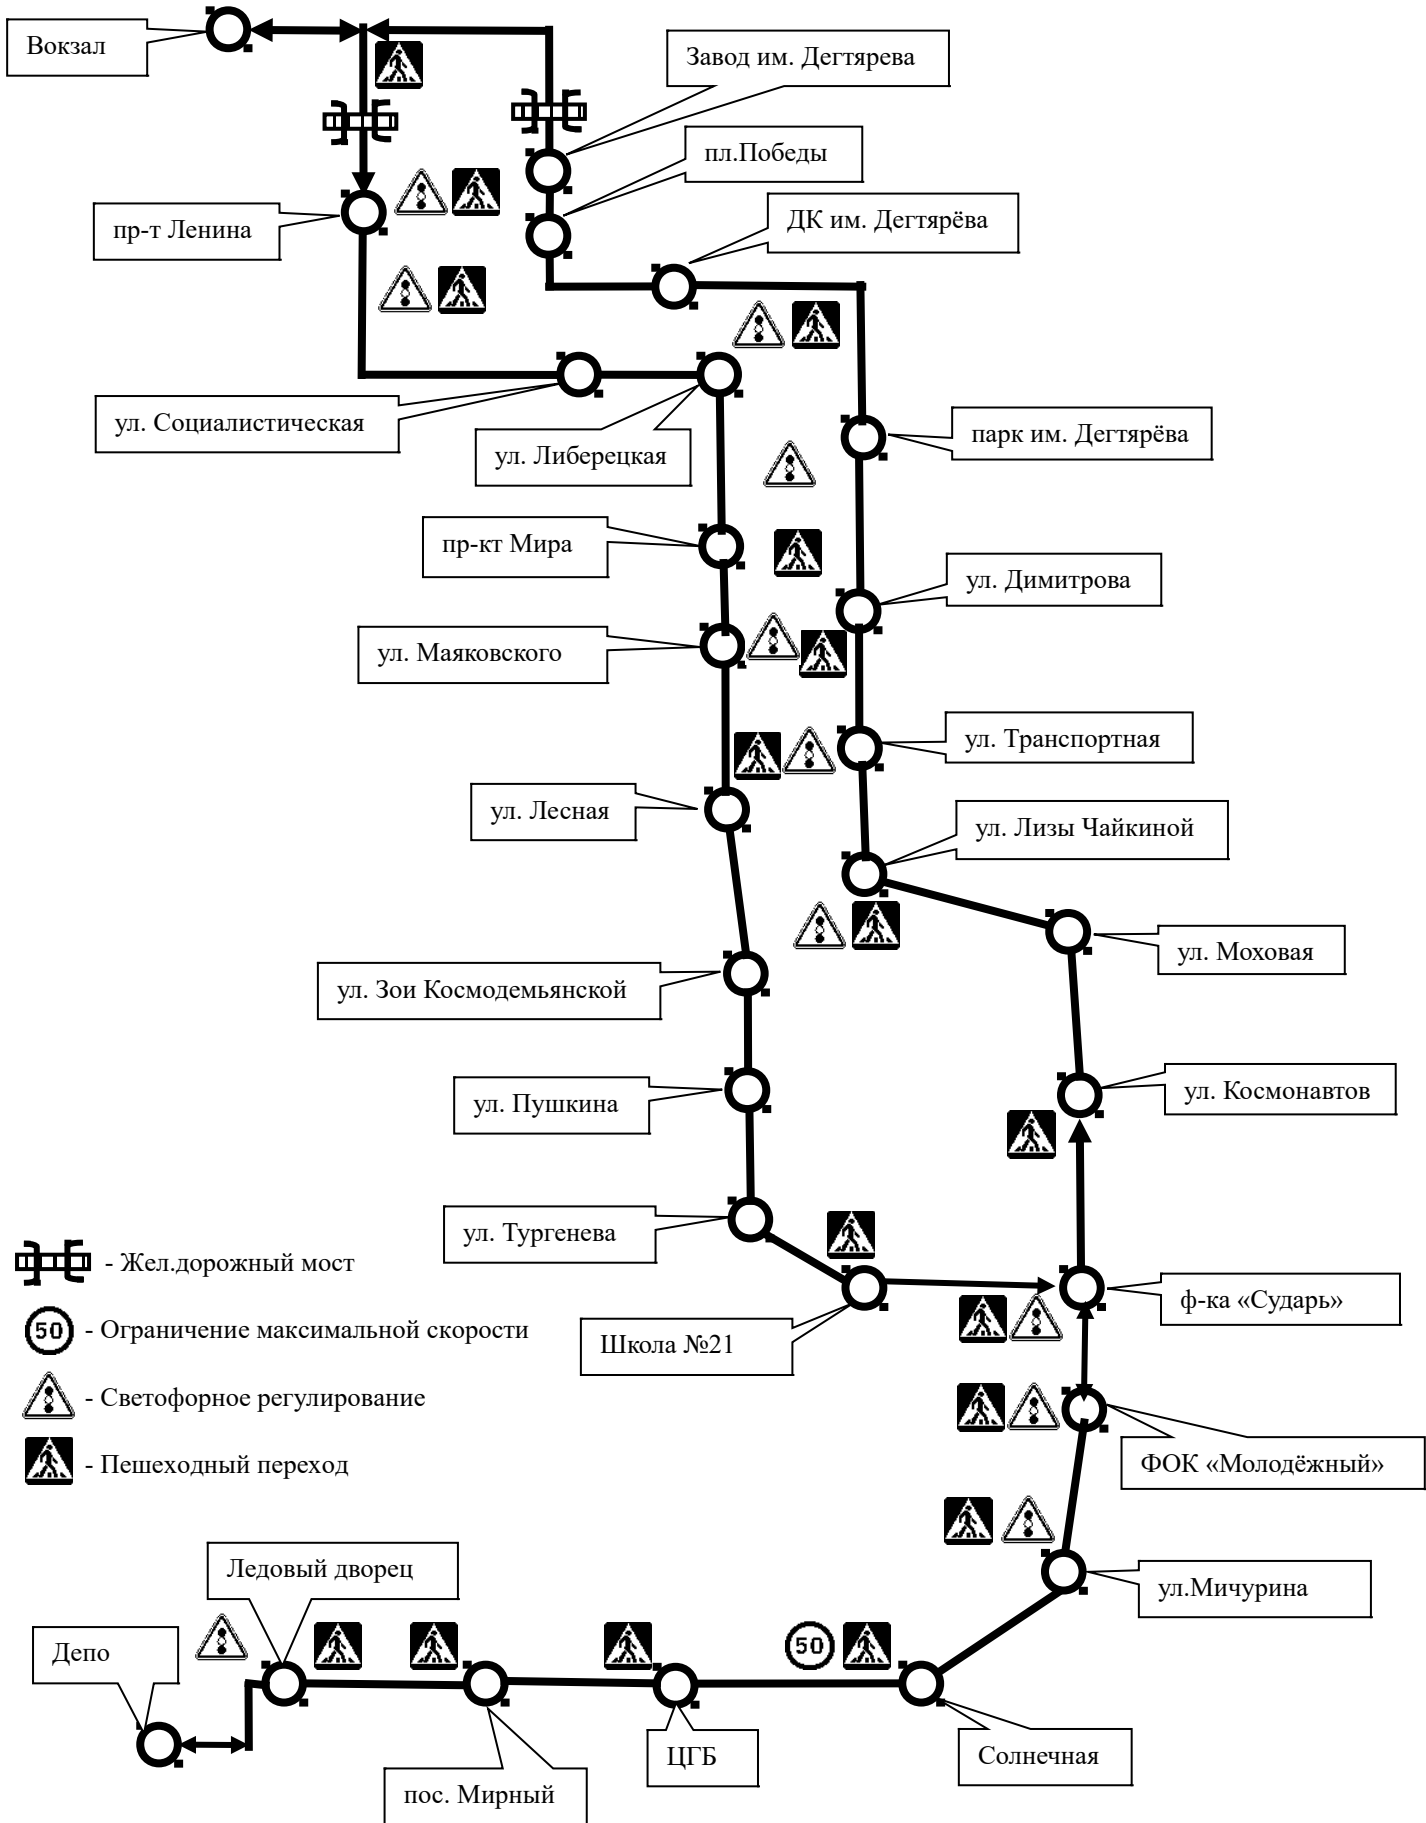 Вокзал
Завод им. Дегтярева
пл.Победы
ДК им. Дегтярёва
пр-т Ленина
ул. Социалистическая
ул. Либерецкая
парк им. Дегтярёва
пр-кт Мира
ул. Димитрова
ул. Маяковского
ул. Транспортная
ул. Лесная
ул. Лизы Чайкиной
ул. Моховая
ул. Зои Космодемьянской
ул. Пушкина
ул. Космонавтов
ул. Тургенева
ф-ка «Сударь»
Школа №21
- Жел.дорожный мост
50 - Ограничение максимальной скорости
- Светофорное регулирование
- Пешеходный переход
ФОК «Молодёжный»
ул.Мичурина
Ледовый дворец
Депо
50
пос. Мирный
ЦГБ
Солнечная